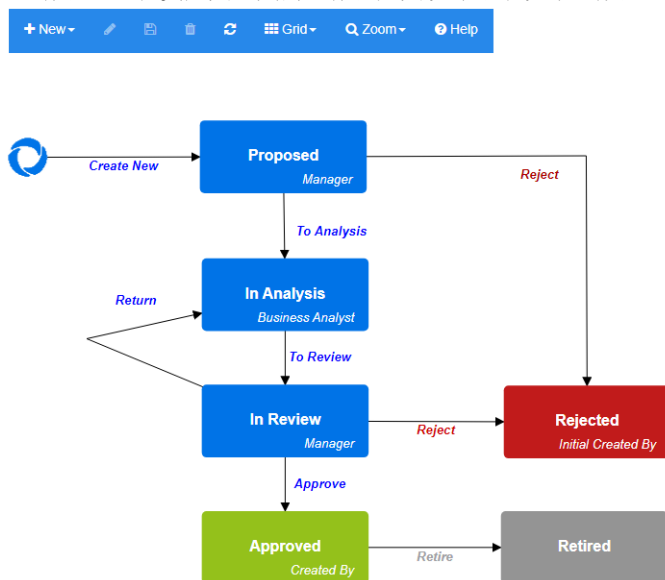 New
Grid
Zoom
Help
Create New
Proposed
Manager
Reject
To Analysis
In Analysis
Business Analyst
Return
To Review
In Review
Manager
Reject
Rejected
Initial Created By
Approve
Approved
Created By
Retire
Retired